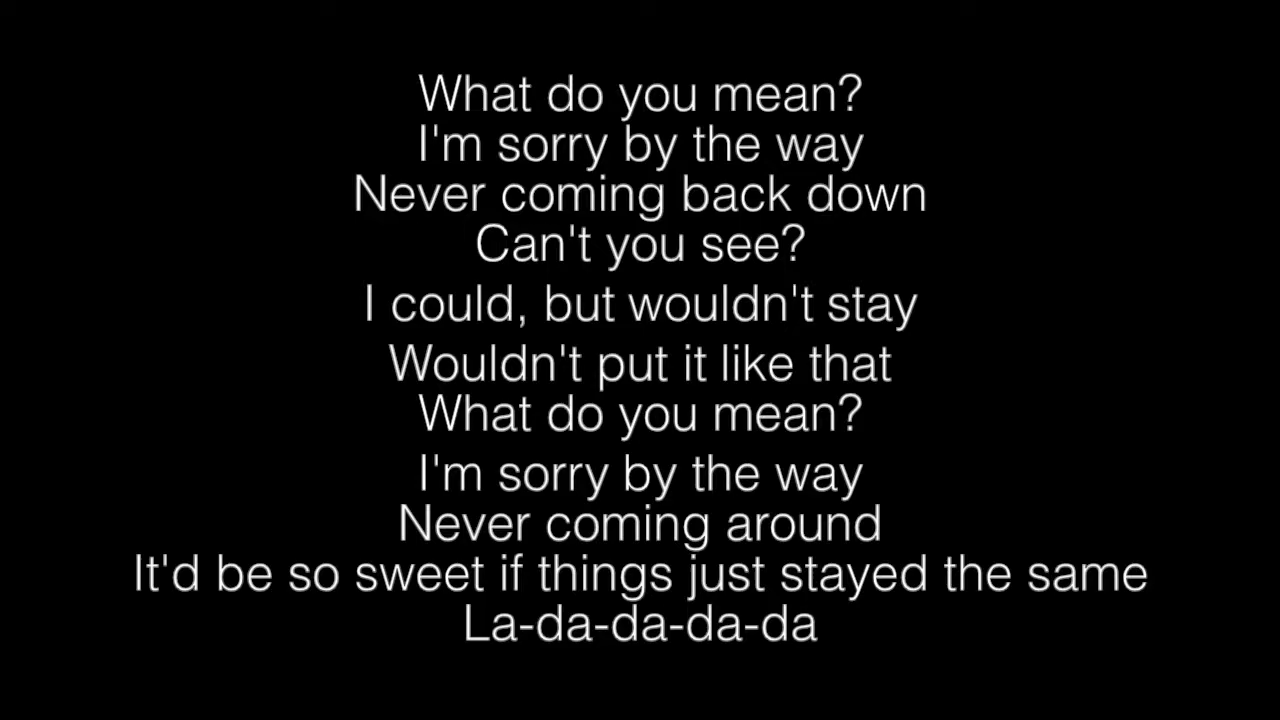 What do you mean?
I'm sorry by the way
Never coming back down
Can't you see?
I could, but wouldn't stay
Wouldn't put it like that
What do you mean?
I'm sorry by the way
Never coming around
It'd be so sweet if things just stayed the same
La-da-da-da-da